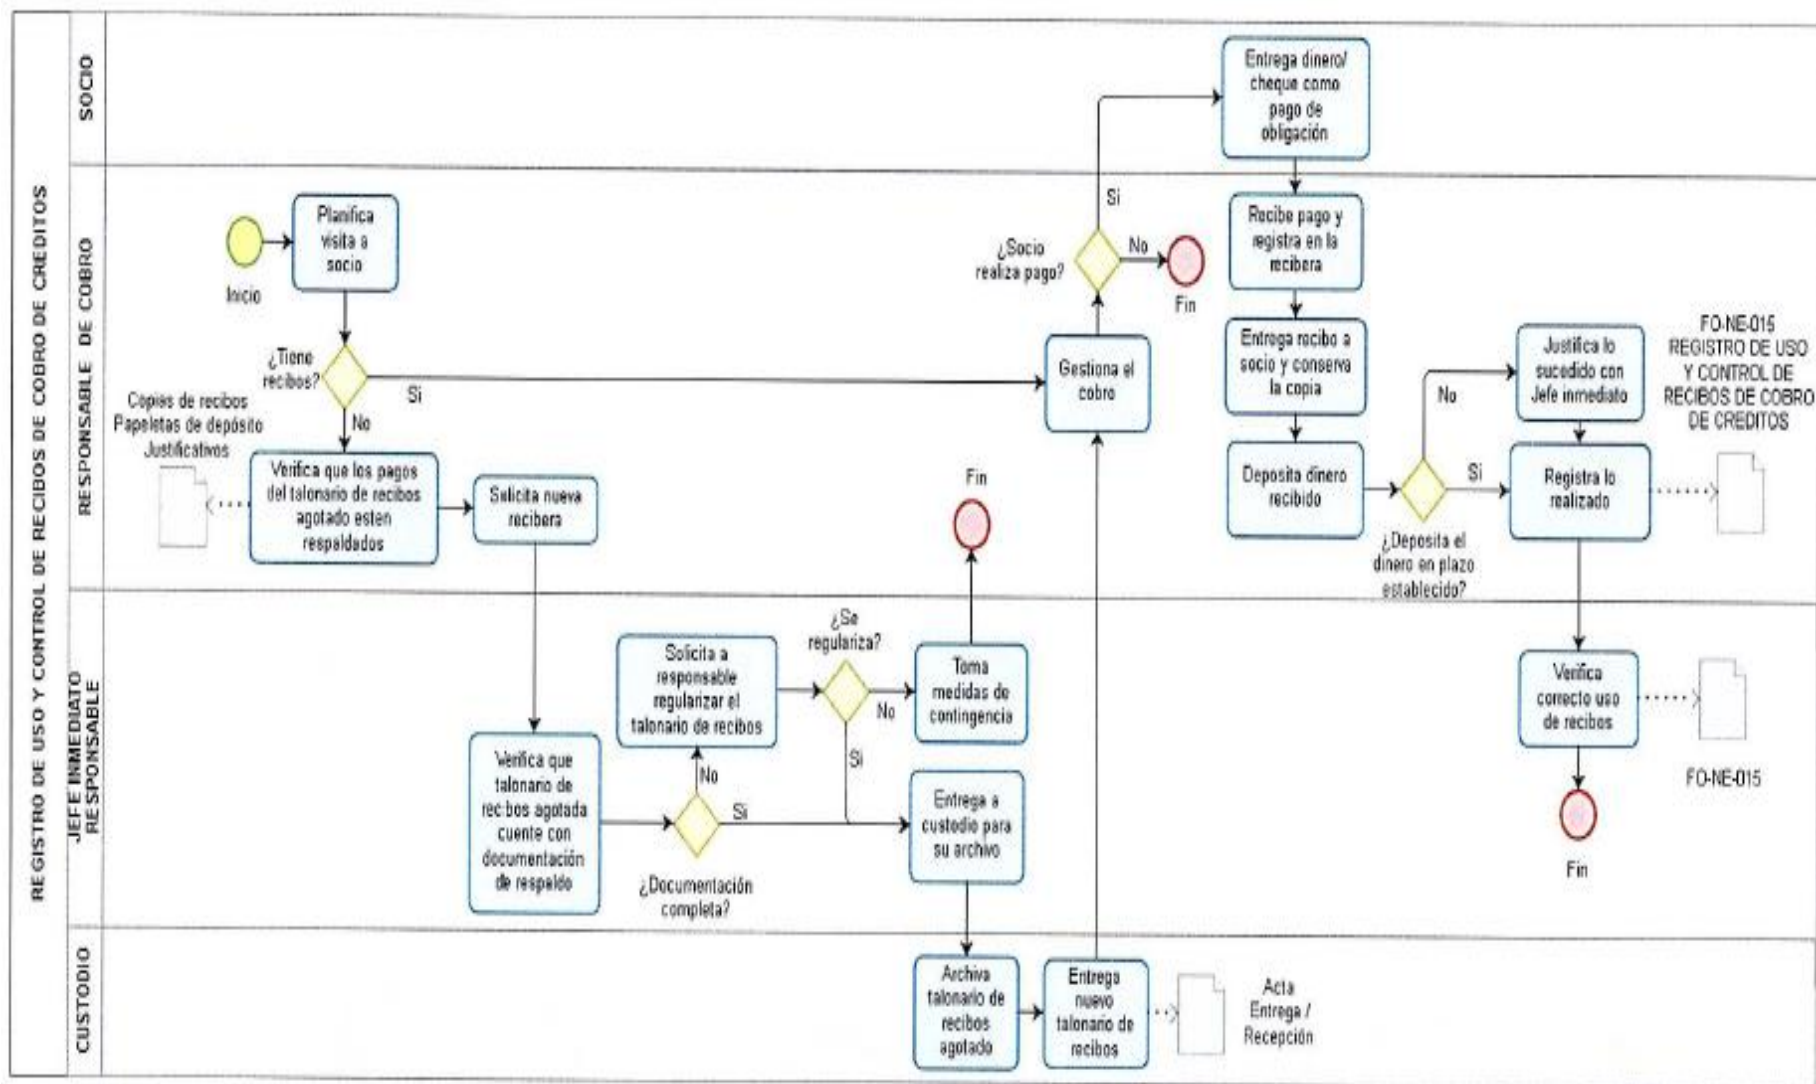 REGISTRO DE USO Y CONTROL DE RECIBOS DE COBRO DE CREDITOS
SOCIO
Entrega dinero/
cheque como
pago de
obligación
RESPONSABLE DE COBRO
Inicio
Planifica
visita a
socio
¿Tiene
recibos?
Si
No
Copias de recibos
Papeletas de depósito
Justificativos
Verifica que los pagos
del talonario de recibos
agotado esten
respaldados
Solicita nueva
recibera
Gestiona el
cobro
¿Socio
realiza pago?
Si
No
Fin
Recibe pago y
registra en la
recibera
Entrega recibo a
socio y conserva
la copia
Deposita dinero
recibido
¿Deposita el
dinero en plazo
establecido?
No
Si
Justifica lo
sucedido con
Jefe inmediato
Registra lo
realizado
FO-NE-015
REGISTRO DE USO
Y CONTROL DE
RECIBOS DE COBRO
DE CREDITOS
Fin
JEFE INMEDIATO
RESPONSABLE
Verifica que
talonario de
recibos agotada
cuente con
documentación
de respaldo
¿Documentación
completa?
No
Si
Solicita a
responsable
regularizar el
talonario de recibos
¿Se
regulariza?
No
Si
Toma
medidas de
contingencia
Entrega a
custodio para
su archivo
Verifica
correcto uso
de recibos
FO-NE-015
Fin
CUSTODIO
Archiva
talonario de
recibos
agotado
Entrega
nuevo
talonario de
recibos
Acta
Entrega /
Recepción